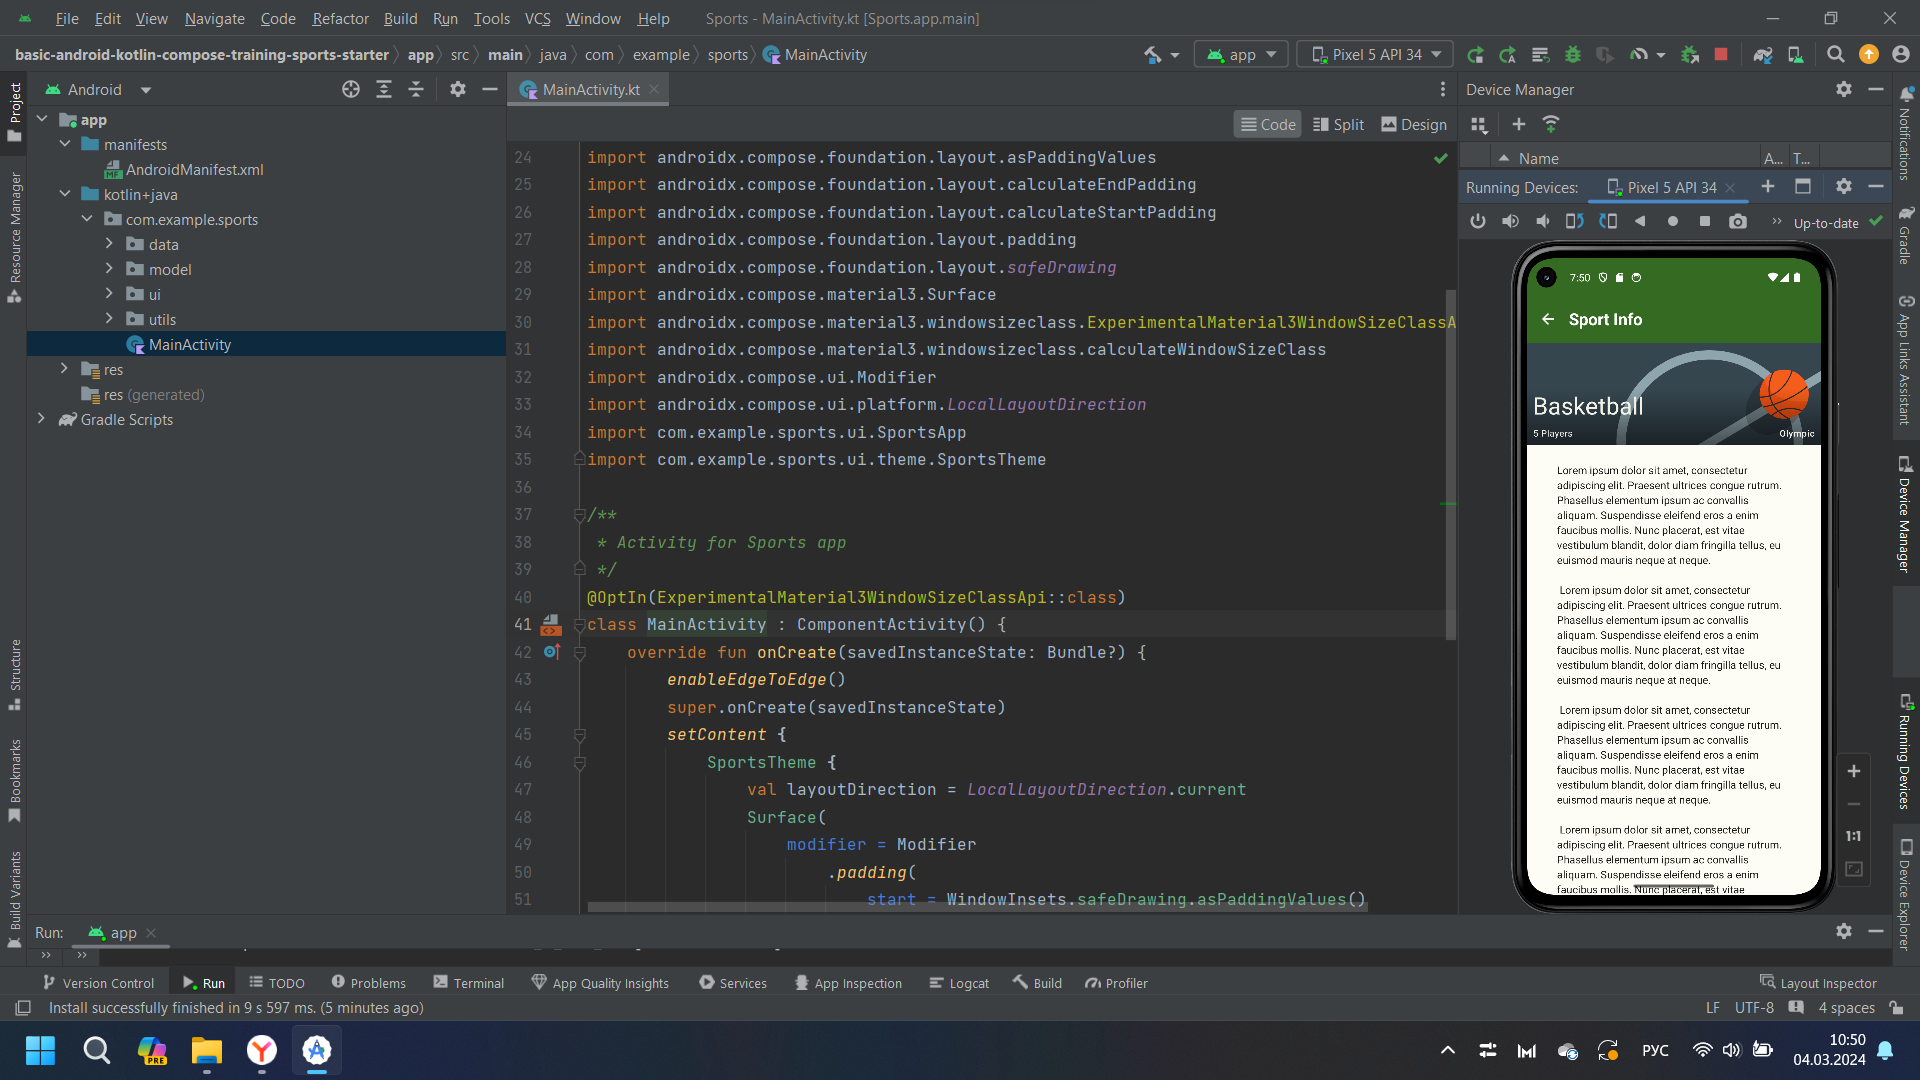 File Edit View Navigate Code Refactor Build Run Tools VCS Window Help Sports - MainActivity.kt [Sports.app.main]
basic-android-kotlin-compose-training-sports-starter app src main java com example sports MainActivity app Pixel 5 API 34
Project
Resource Manager
Structure
Bookmarks
Build Variants
Android
app
manifests
AndroidManifest.xml
kotlin+java
com.example.sports
data
model
ui
utils
MainActivity
res
res (generated)
Gradle Scripts
MainActivity.kt
Code Split Design
24 import androidx.compose.foundation.layout.asPaddingValues
25 import androidx.compose.foundation.layout.calculateEndPadding
26 import androidx.compose.foundation.layout.calculateStartPadding
27 import androidx.compose.foundation.layout.padding
28 import androidx.compose.foundation.layout.safeDrawing
29 import androidx.compose.material3.Surface
30 import androidx.compose.material3.windowsizeclass.ExperimentalMaterial3WindowSizeClassA
31 import androidx.compose.material3.windowsizeclass.calculateWindowSizeClass
32 import androidx.compose.ui.Modifier
33 import androidx.compose.ui.platform.LocalLayoutDirection
34 import com.example.sports.ui.SportsApp
35 import com.example.sports.ui.theme.SportsTheme
36
37 /**
38 * Activity for Sports app
39 */
40 @OptIn(ExperimentalMaterial3WindowSizeClassApi::class)
41 class MainActivity : ComponentActivity() {
42 override fun onCreate(savedInstanceState: Bundle?) {
43 enableEdgeToEdge()
44 super.onCreate(savedInstanceState)
45 setContent {
46 SportsTheme {
47 val layoutDirection = LocalLayoutDirection.current
48 Surface(
49 modifier = Modifier
50 .padding(
51 start = WindowInsets.safeDrawing.asPaddingValues()
Device Manager
Name A... T...
Running Devices: Pixel 5 API 34
Up-to-date
7:50
Sport Info
Basketball
5 Players Olympic
Lorem ipsum dolor sit amet, consectetur
adipiscing elit. Praesent ultrices congue rutrum.
Phasellus elementum ipsum ac convallis
aliquam. Suspendisse eleifend eros a enim
faucibus mollis. Nunc placerat, est vitae
vestibulum blandit, dolor diam fringilla tellus, eu
euismod mauris neque at neque.
Lorem ipsum dolor sit amet, consectetur
adipiscing elit. Praesent ultrices congue rutrum.
Phasellus elementum ipsum ac convallis
aliquam. Suspendisse eleifend eros a enim
faucibus mollis. Nunc placerat, est vitae
vestibulum blandit, dolor diam fringilla tellus, eu
euismod mauris neque at neque.
Lorem ipsum dolor sit amet, consectetur
adipiscing elit. Praesent ultrices congue rutrum.
Phasellus elementum ipsum ac convallis
aliquam. Suspendisse eleifend eros a enim
faucibus mollis. Nunc placerat, est vitae
vestibulum blandit, dolor diam fringilla tellus, eu
euismod mauris neque at neque.
Lorem ipsum dolor sit amet, consectetur
adipiscing elit. Praesent ultrices congue rutrum.
Phasellus elementum ipsum ac convallis
aliquam. Suspendisse eleifend eros a enim
faucibus mollis. Nunc placerat, est vitae
1:1
Notifications
Gradle
App Links Assistant
Device Manager
Running Devices
Device Explorer
Run: app
Version Control Run TODO Problems Terminal App Quality Insights Services App Inspection Logcat Build Profiler Layout Inspector
Install successfully finished in 9 s 597 ms. (5 minutes ago) LF UTF-8 4 spaces
PRE
РУС
10:50
04.03.2024